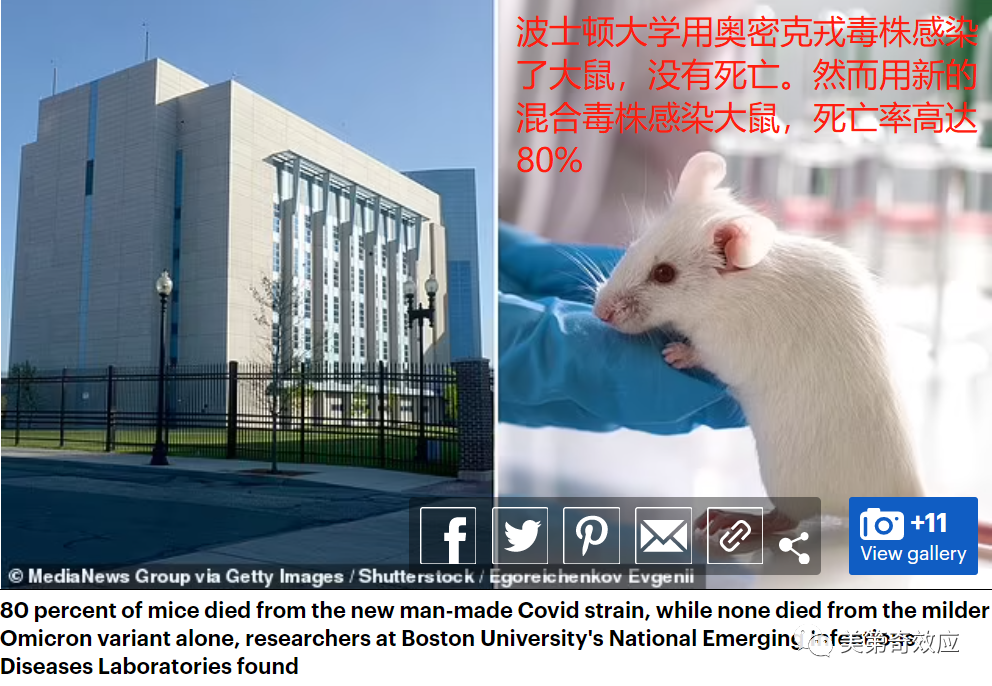 波士顿大学用奥密克戎毒株感染
了大鼠，没有死亡。然而用新的
混合毒株感染大鼠，死亡率高达
80%
+11
View gallery
© MediaNews Group via Getty Images / Shutterstock / Egoreichenkov Evgenii
80 percent of mice died from the new man-made Covid strain, while none died from the milder
Omicron variant alone, researchers at Boston University's National Emerging Infectious
Diseases Laboratories found
美第奇效应